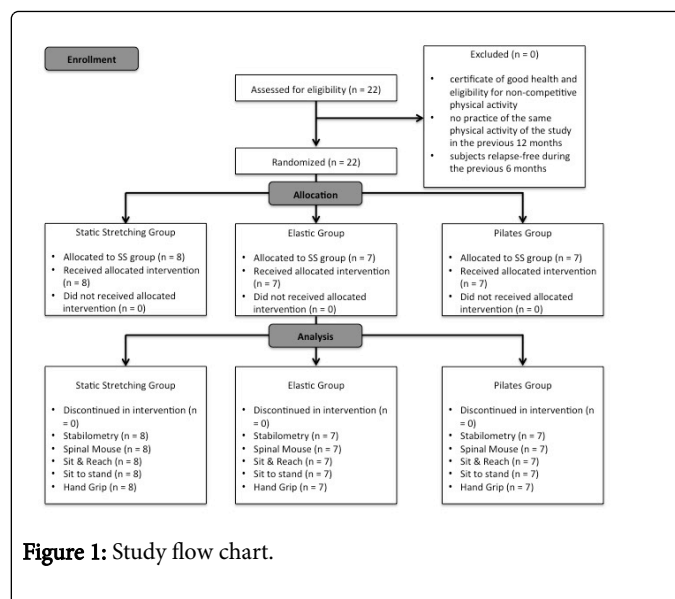 Enrollment
Assessed for eligibility (n = 22)
Excluded (n = 0)
• certificate of good health and
eligibility for non-competitive
physical activity
• no practice of the same
physical activity of the study
in the previous 12 months
• subjects relapse-free during
the previous 6 months
Randomized (n = 22)
Allocation
Static Stretching Group
• Allocated to SS group (n = 8)
• Received allocated intervention
(n = 8)
• Did not received allocated
intervention (n = 0)
Elastic Group
• Allocated to SS group (n = 7)
• Received allocated intervention
(n = 7)
• Did not received allocated
intervention (n = 0)
Pilates Group
• Allocated to SS group (n = 7)
• Received allocated intervention
(n = 7)
• Did not received allocated
intervention (n = 0)
Analysis
Static Stretching Group
• Discontinued in intervention (n
= 0)
• Stabilometry (n = 8)
• Spinal Mouse (n = 8)
• Sit & Reach (n = 8)
• Sit to stand (n = 8)
• Hand Grip (n = 8)
Elastic Group
• Discontinued in intervention (n
= 0)
• Stabilometry (n = 7)
• Spinal Mouse (n = 7)
• Sit & Reach (n = 7)
• Sit to stand (n = 7)
• Hand Grip (n = 7)
Pilates Group
• Discontinued in intervention (n
= 0)
• Stabilometry (n = 7)
• Spinal Mouse (n = 7)
• Sit & Reach (n = 7)
• Sit to stand (n = 7)
• Hand Grip (n = 7)
Figure 1: Study flow chart.